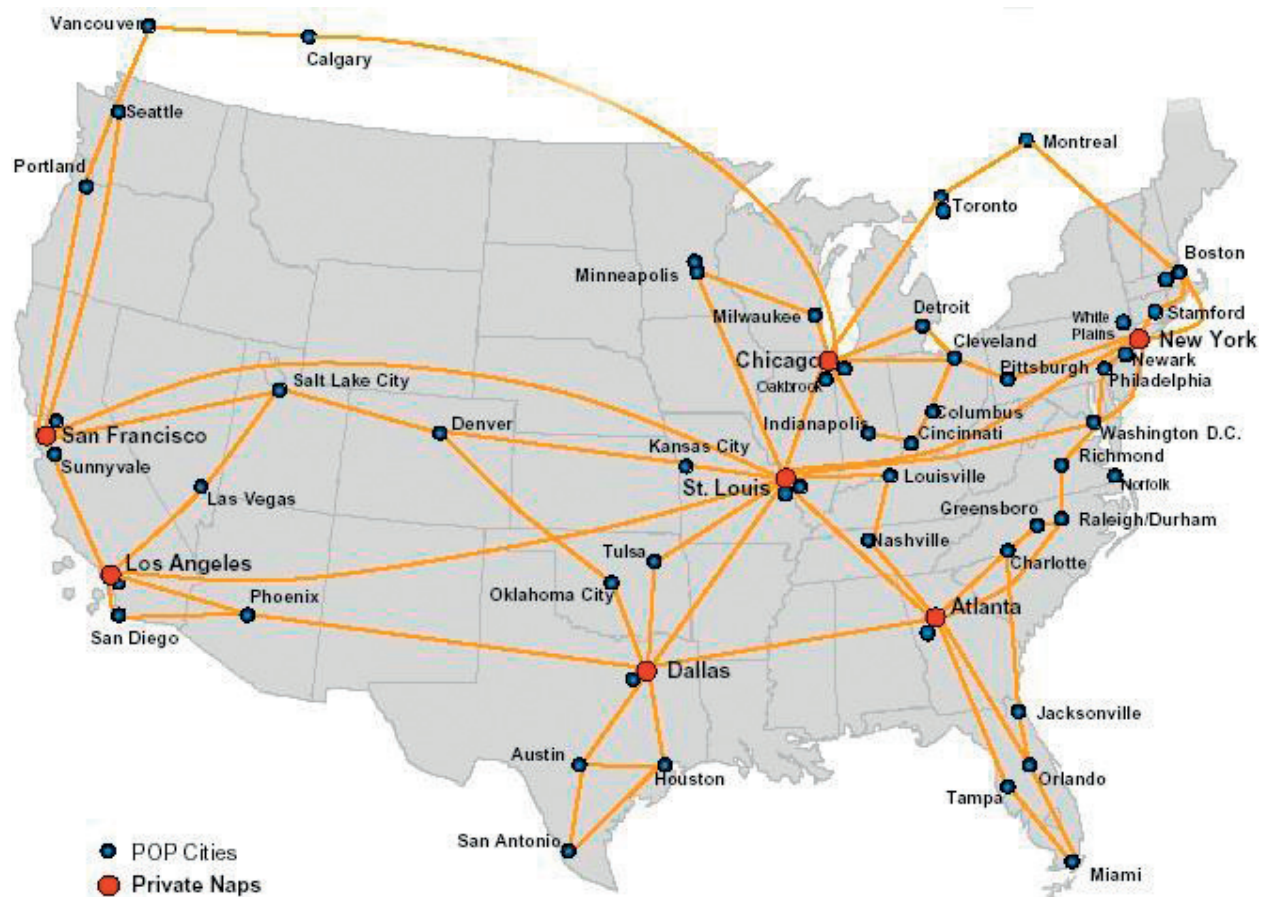 Vancouver
Calgary
Seattle
Portland
Montreal
Toronto
Boston
Minneapolis
Milwaukee
Detroit
White
Plains
Stamford
New York
Chicago
Cleveland
Newark
Oakbrook
Pittsburgh
Philadelphia
Salt Lake City
Columbus
Indianapolis
Cincinnati
Washington D.C.
Denver
San Francisco
Kansas City
Sunnyvale
Richmond
St. Louis
Louisville
Norfolk
Las Vegas
Greensboro
Raleigh/Durham
Nashville
Tulsa
Charlotte
Los Angeles
Oklahoma City
Phoenix
Atlanta
San Diego
Dallas
Jacksonville
Austin
Houston
Orlando
Tampa
San Antonio
POP Cities
Miami
Private Naps